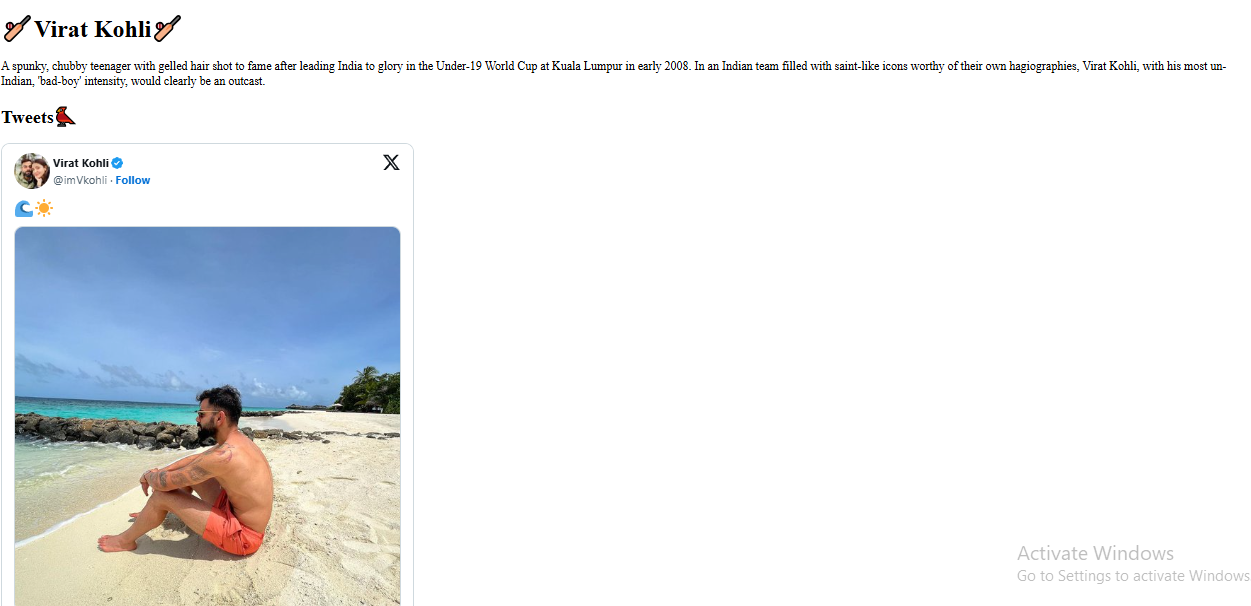 🏏Virat Kohli🏏
A spunky, chubby teenager with gelled hair shot to fame after leading India to glory in the Under-19 World Cup at Kuala Lumpur in early 2008. In an Indian team filled with saint-like icons worthy of their own hagiographies, Virat Kohli, with his most un-
Indian, 'bad-boy' intensity, would clearly be an outcast.
Tweets🐦
Virat Kohli
@imVkohli · Follow
🌊☀️
Activate Windows
Go to Settings to activate Windows